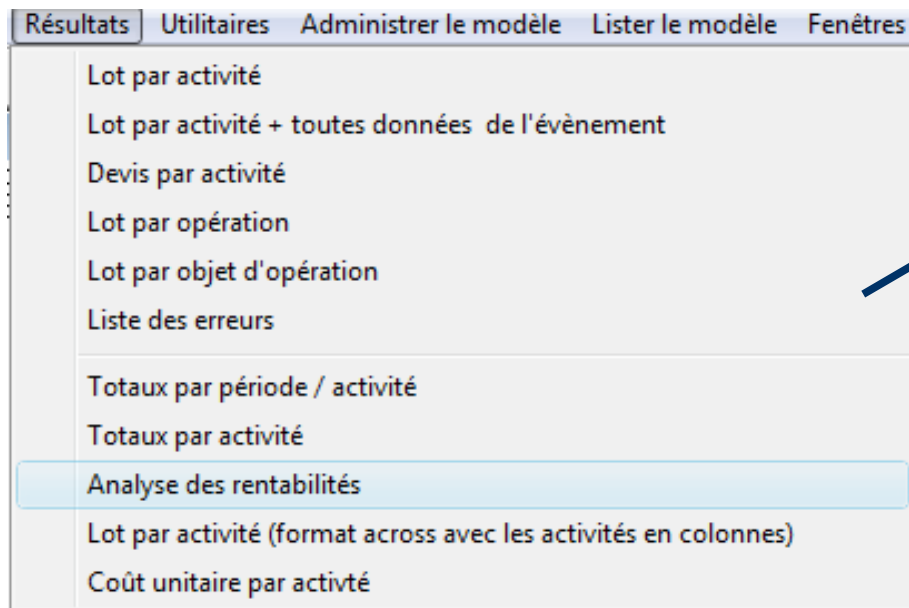 Résultats Utilitaires Administrer le modèle Lister le modèle Fenêtres
Lot par activité
Lot par activité + toutes données de l'évènement
Devis par activité
Lot par opération
Lot par objet d'opération
Liste des erreurs
Totaux par période / activité
Totaux par activité
Analyse des rentabilités
Lot par activité (format across avec les activités en colonnes)
Coût unitaire par activté